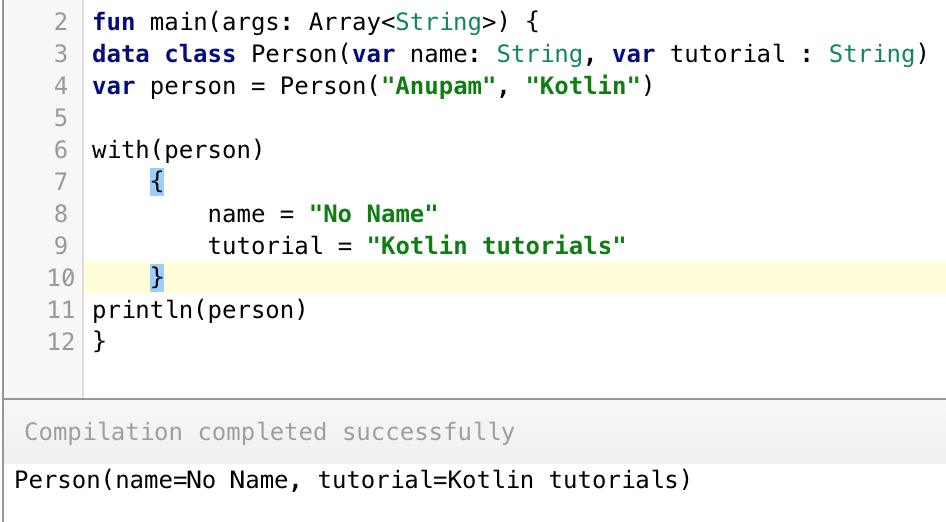 2 fun main(args: Array<String>) {
3 data class Person(var name: String, var tutorial : String)
4 var person = Person("Anupam", "Kotlin")
5
6 with(person)
7     {
8         name = "No Name"
9         tutorial = "Kotlin tutorials"
10     }
11 println(person)
12 }
Compilation completed successfully
Person(name=No Name, tutorial=Kotlin tutorials)